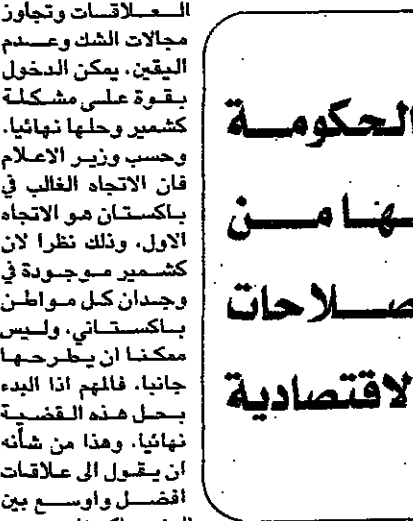 العلاقات وتجاوز
مجالات الشك وعدم
اليقين، يمكن الدخول
بقوة على مشكلة
كشمير وحلها نهائيا.
وحسب وزير الاعلام
فان الاتجاه الغالب في
باكستان هو الاتجاه
الاول، وذلك نظرا لان
كشمير موجودة في
وجدان كل مواطن
باكستاني، وليس
ممكنا ان يطرحها
جانبا، فالمهم اذا البدء
بحل هذه القضية
نهائيا، وهذا من شأنه
ان يقول الى علاقات
افضل واوسع بين
الحكومة
ـها من
ـصلاحات
لاقتصادية